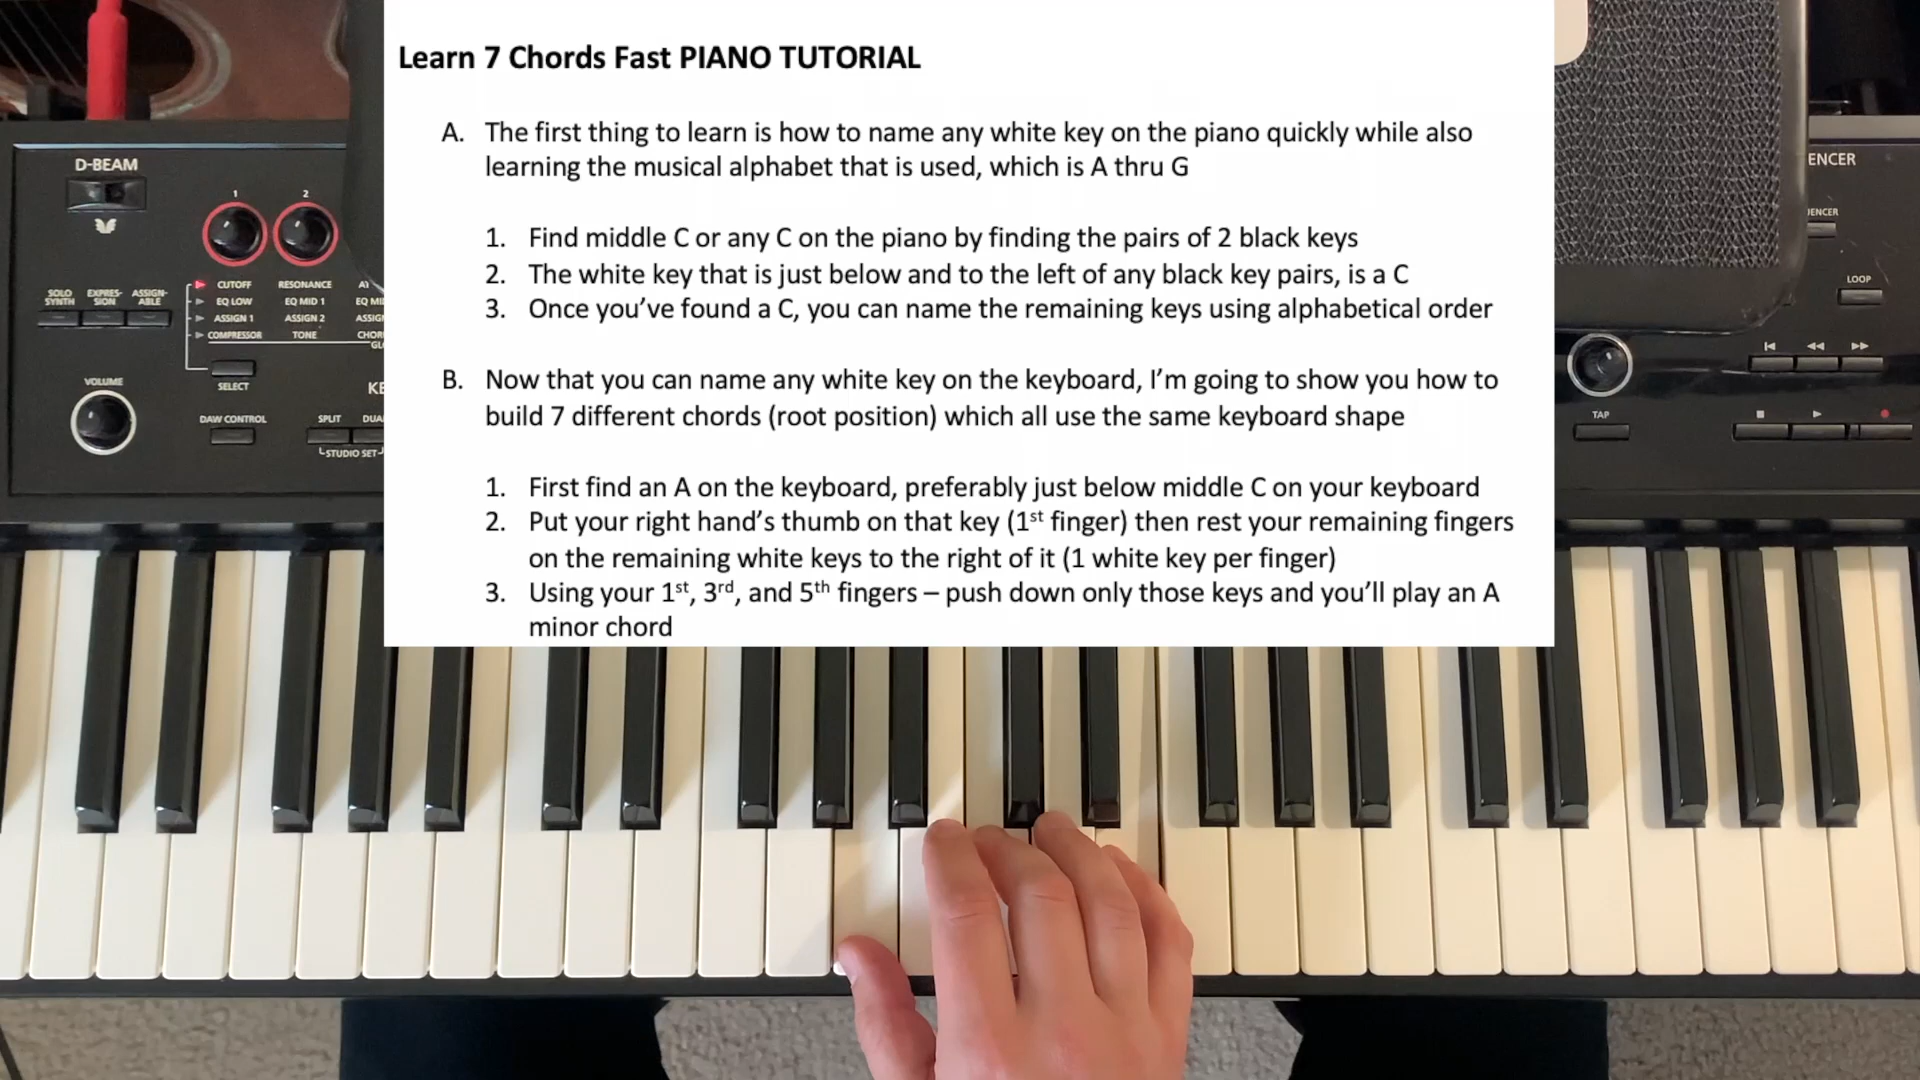 Learn 7 Chords Fast PIANO TUTORIAL
A. The first thing to learn is how to name any white key on the piano quickly while also
learning the musical alphabet that is used, which is A thru G
1. Find middle C or any C on the piano by finding the pairs of 2 black keys
2. The white key that is just below and to the left of any black key pairs, is a C
3. Once you’ve found a C, you can name the remaining keys using alphabetical order
B. Now that you can name any white key on the keyboard, I’m going to show you how to
build 7 different chords (root position) which all use the same keyboard shape
1. First find an A on the keyboard, preferably just below middle C on your keyboard
2. Put your right hand’s thumb on that key (1st finger) then rest your remaining fingers
on the remaining white keys to the right of it (1 white key per finger)
3. Using your 1st, 3rd, and 5th fingers – push down only those keys and you’ll play an A
minor chord
D-BEAM
1 2
SOLO SYNTH
EXPRES-SION
ASSIGN-ABLE
CUTOFF RESONANCE
EQ LOW EQ MID 1 EQ MI
ASSIGN 1 ASSIGN 2 ASSIG
COMPRESSOR TONE CHOR
GL
SELECT
KE
VOLUME
DAW CONTROL
SPLIT DUA
STUDIO SET
ENCER
ENCER
LOOP
TAP